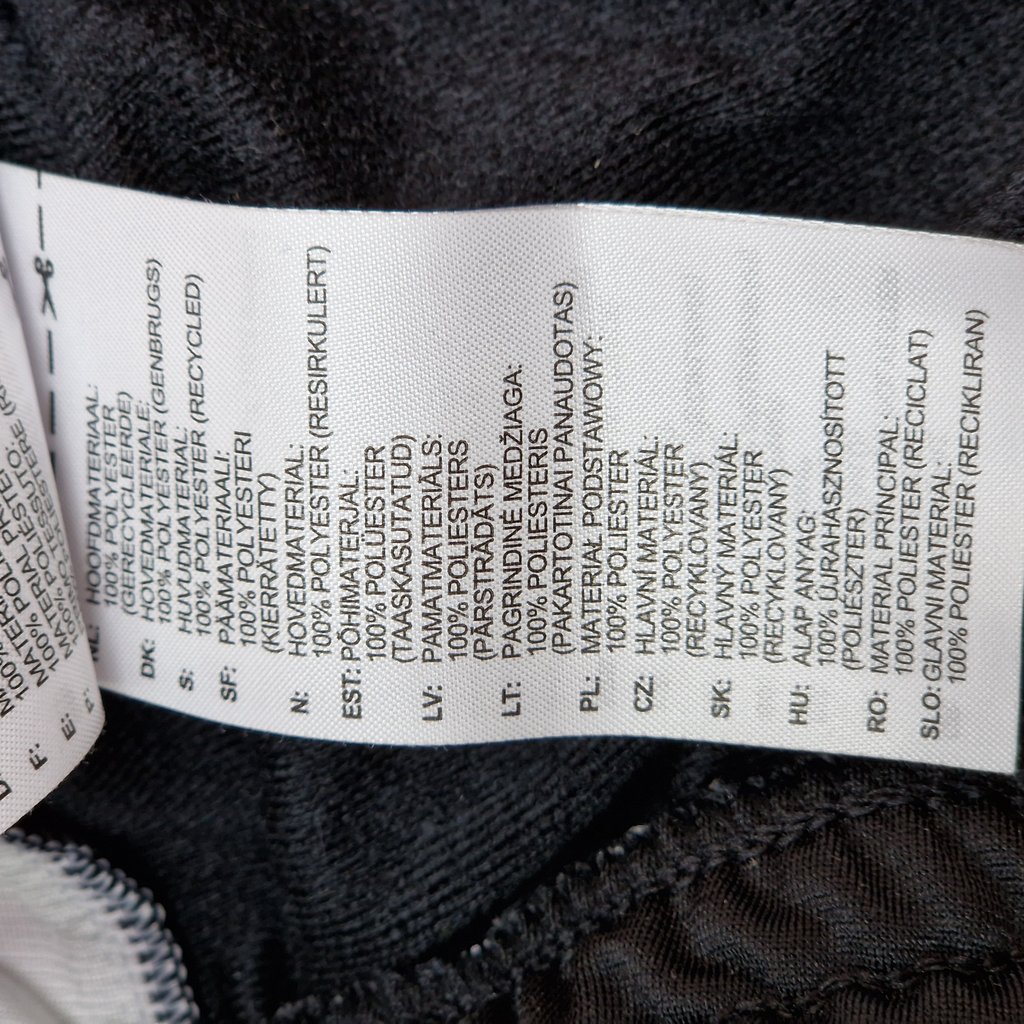 HOOFDMATERIAAL:
100% POLYESTER
(GERECYCLEERDE)
DK: HOVEDMATERIALE:
100% POLYESTER (GENBRUGS)
S: HUVUDMATERIAL:
100% POLYESTER (RECYCLED)
SF: PÄÄMATERIAALI:
100% POLYESTERI
(KIERRÄTETTY)
N: HOVEDMATERIAL:
100% POLYESTER (RESIRKULERT)
EST: PÕHIMATERJAL:
100% POLUESTER
(TAASKASUTATUD)
LV: PAMATMATERIĀLS:
100% POLIESTERS
(PĀRSTRĀDĀTS)
LT: PAGRINDINĖ MEDŽIAGA:
100% POLIESTERIS
(PAKARTOTINAI PANAUDOTAS)
PL: MATERIAŁ PODSTAWOWY:
100% POLIESTER
CZ: HLAVNÍ MATERIÁL:
100% POLYESTER
(RECYKLOVANÝ)
SK: HLAVNÝ MATERIÁL:
100% POLYESTER
(RECYKLOVANÝ)
HU: ALAP ANYAG:
100% ÚJRAHASZNOSÍTOTT
(POLIÉSZTER)
RO: MATERIAL PRINCIPAL:
100% POLIESTER (RECICLAT)
SLO: GLAVNI MATERIAL:
100% POLIESTER (RECIKLIRAN)
F:
E:
P: